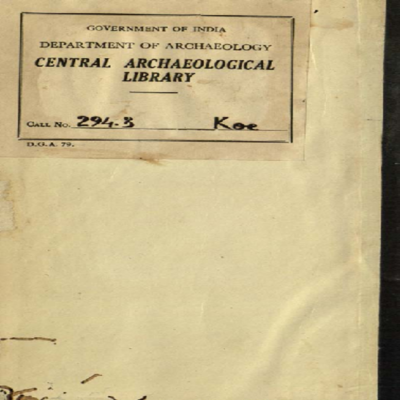 GOVERNMENT OF INDIA
DEPARTMENT OF ARCHAEOLOGY
CENTRAL ARCHAEOLOGICAL
LIBRARY
CALL No. 294.3 Koe
D.G.A. 79.